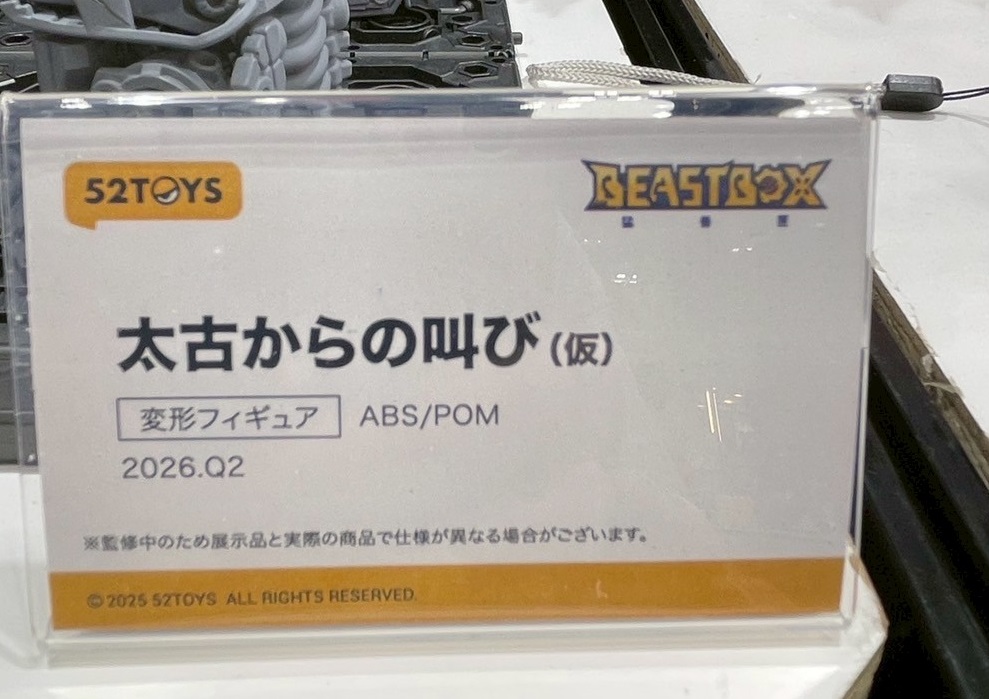 52TOYS
BEASTBOX
太古からの叫び(仮)
変形フィギュア ABS/POM
2026.Q2
※監修中のため展示品と実際の商品で仕様が異なる場合がございます。
© 2025 52TOYS ALL RIGHTS RESERVED.